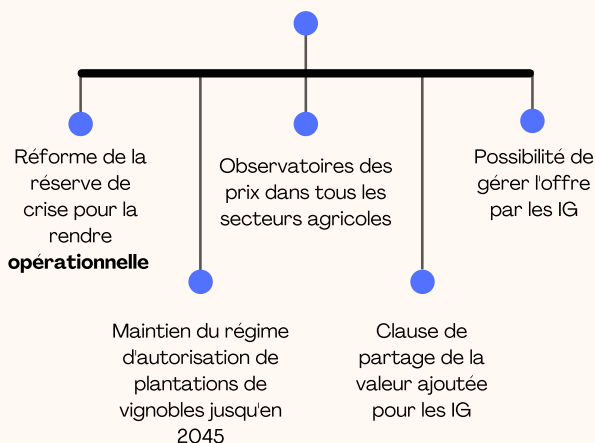 Réforme de la
réserve de
crise pour la
rendre
opérationnelle
Observatoires des
prix dans tous les
secteurs agricoles
Possibilité de
gérer l'offre
par les IG
Maintien du régime
d'autorisation de
plantations de
vignobles jusqu'en
2045
Clause de
partage de la
valeur ajoutée
pour les IG